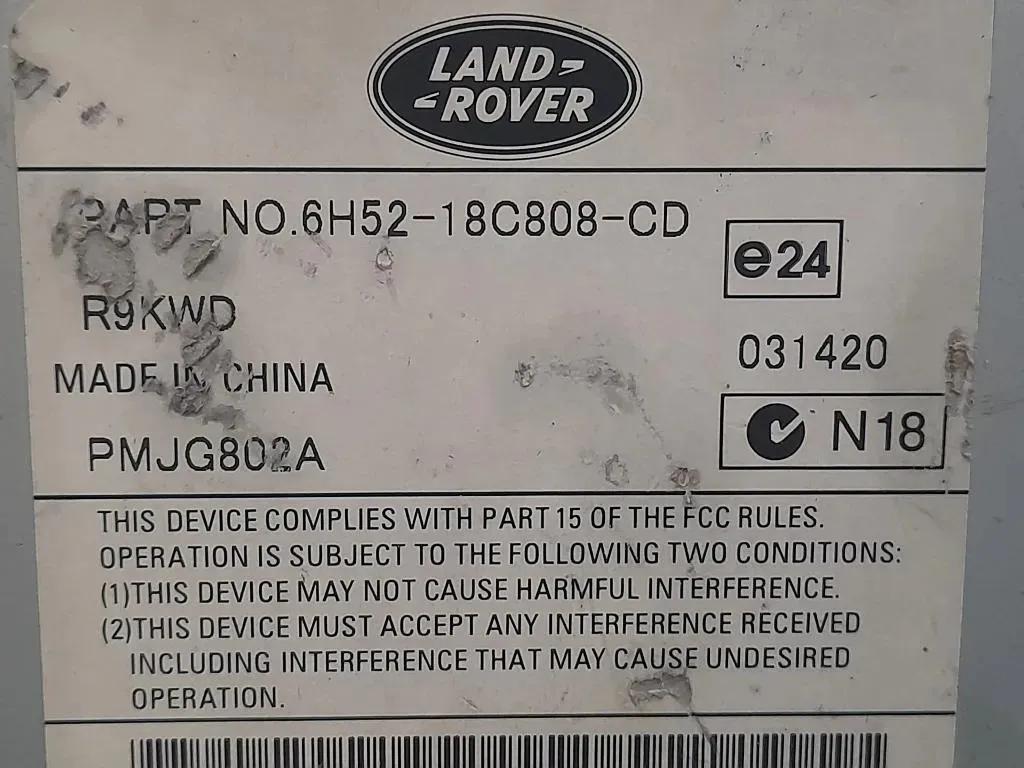 LAND
ROVER
PART NO.6H52-18C808-CD
e24
R9KWD
031420
MADE IN CHINA
N18
PMJG802A
THIS DEVICE COMPLIES WITH PART 15 OF THE FCC RULES.
OPERATION IS SUBJECT TO THE FOLLOWING TWO CONDITIONS:
(1)THIS DEVICE MAY NOT CAUSE HARMFUL INTERFERENCE.
(2)THIS DEVICE MUST ACCEPT ANY INTERFERENCE RECEIVED
INCLUDING INTERFERENCE THAT MAY CAUSE UNDESIRED
OPERATION.